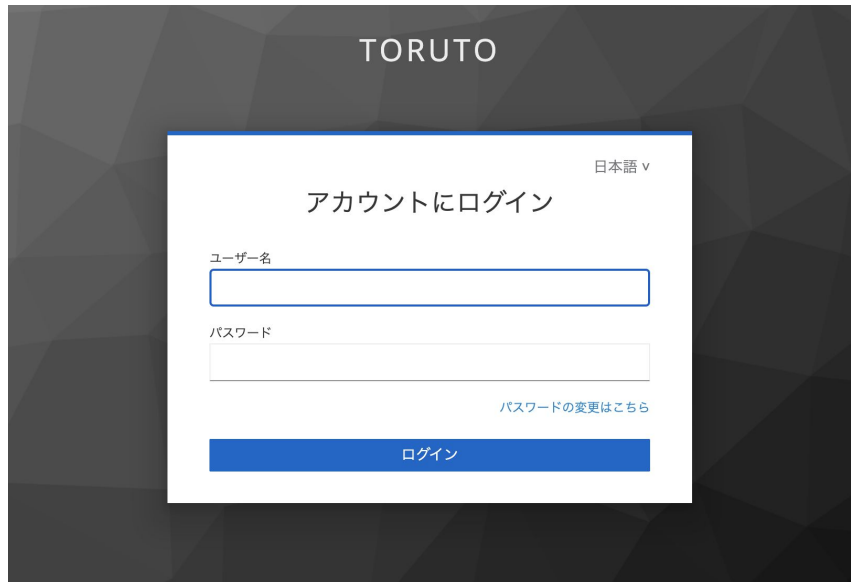 TORUTO
日本語 ˅
アカウントにログイン
ユーザー名
パスワード
パスワードの変更はこちら
ログイン